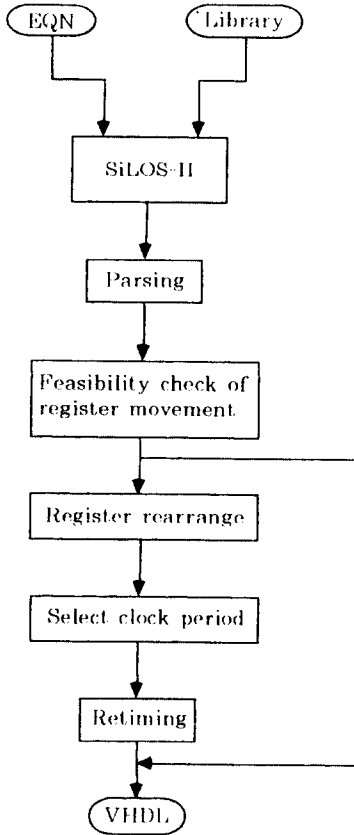 EQN
Library
SiLOS-II
Parsing
Feasibility check of
register movement
Register rearrange
Select clock period
Retiming
VHDL